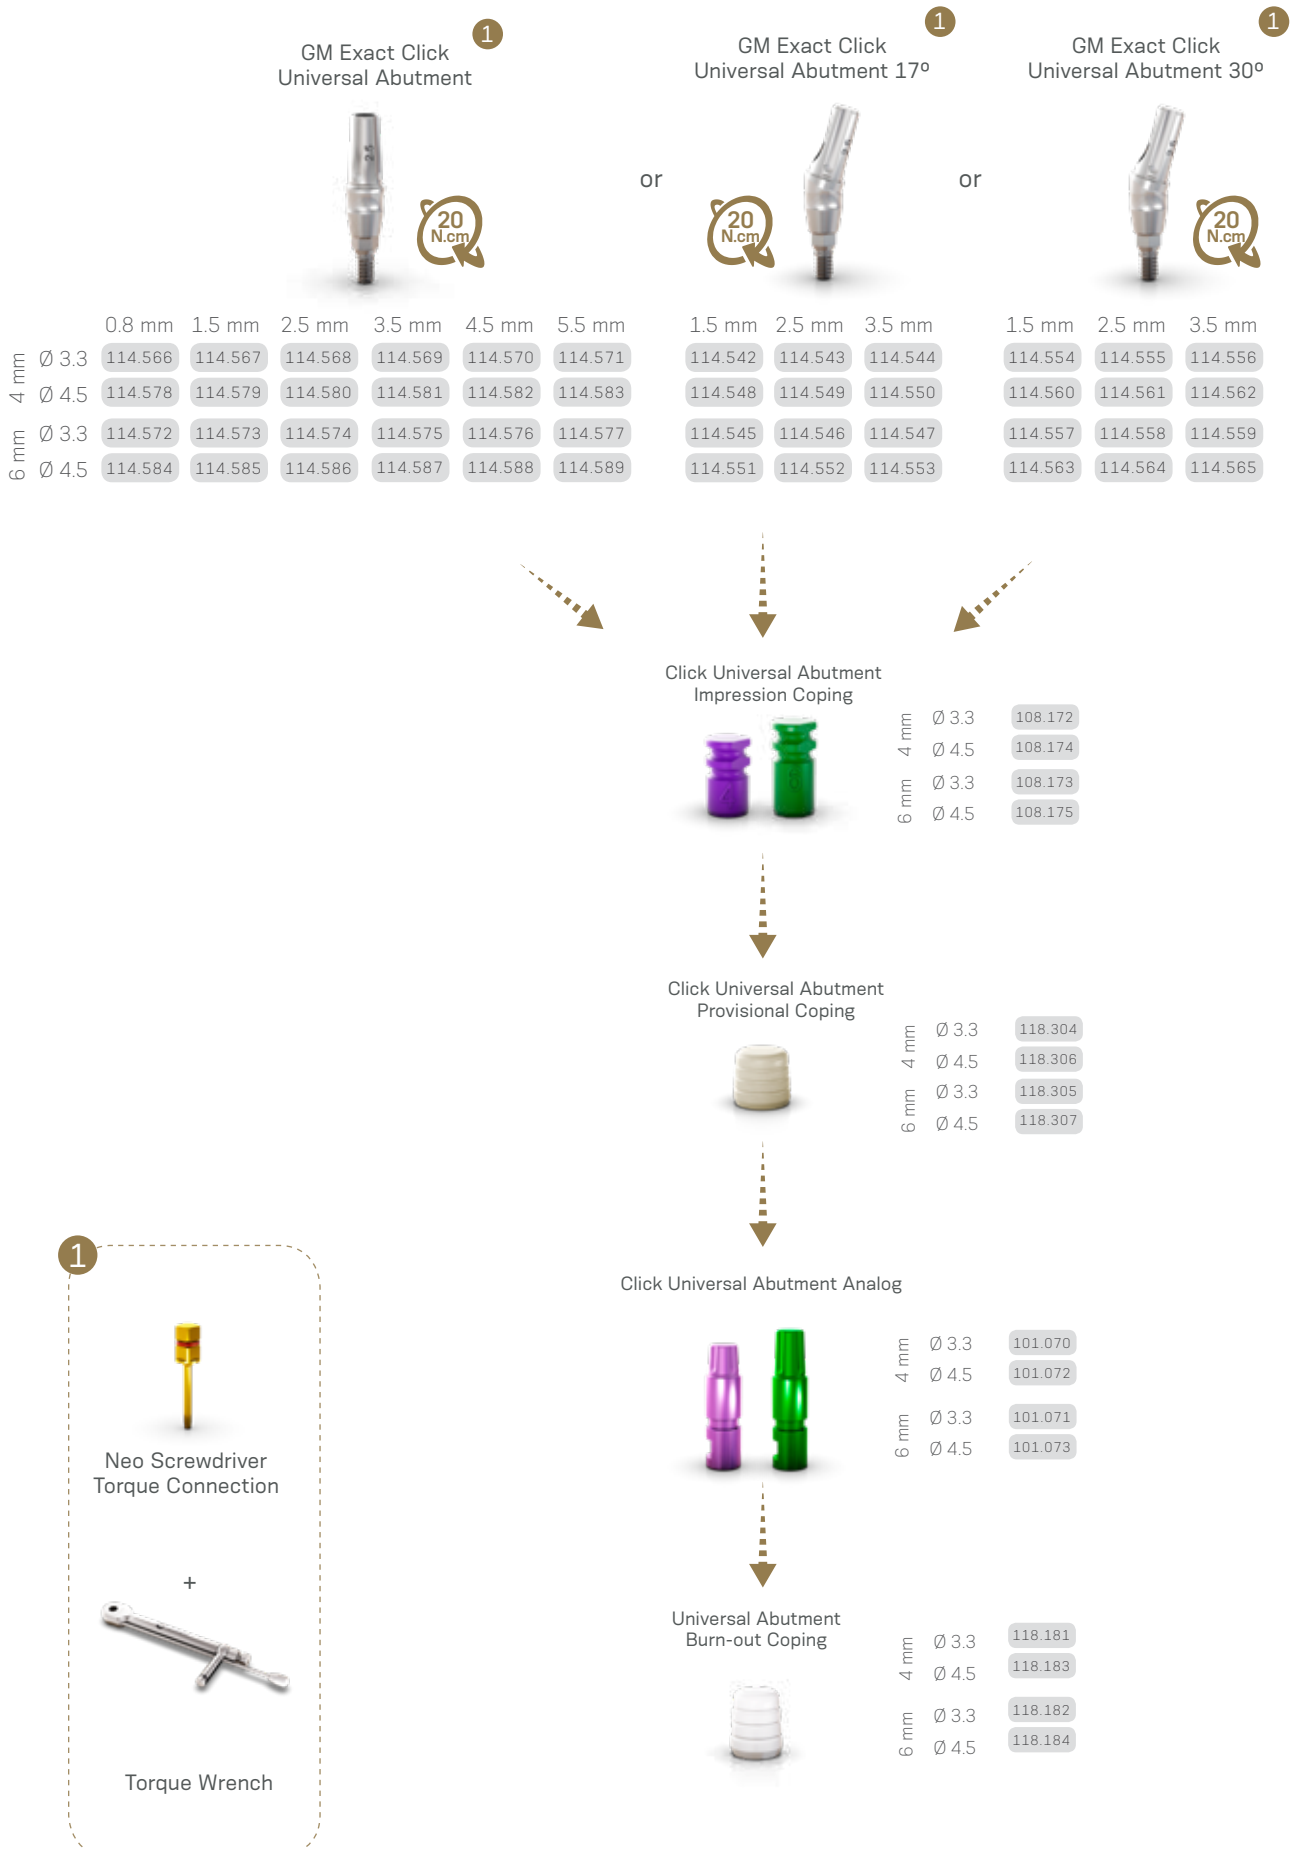 1
GM Exact Click
Universal Abutment
1
GM Exact Click
Universal Abutment 17º
1
GM Exact Click
Universal Abutment 30º
2.5
20
N.cm
or
20
N.cm
2.5
or
2.5
20
N.cm
0.8 mm 1.5 mm 2.5 mm 3.5 mm 4.5 mm 5.5 mm
4 mm
Ø 3.3 114.566 114.567 114.568 114.569 114.570 114.571
Ø 4.5 114.578 114.579 114.580 114.581 114.582 114.583
6 mm
Ø 3.3 114.572 114.573 114.574 114.575 114.576 114.577
Ø 4.5 114.584 114.585 114.586 114.587 114.588 114.589
1.5 mm 2.5 mm 3.5 mm
114.542 114.543 114.544
114.548 114.549 114.550
114.545 114.546 114.547
114.551 114.552 114.553
1.5 mm 2.5 mm 3.5 mm
114.554 114.555 114.556
114.560 114.561 114.562
114.557 114.558 114.559
114.563 114.564 114.565
Click Universal Abutment
Impression Coping
4 mm
Ø 3.3 108.172
Ø 4.5 108.174
6 mm
Ø 3.3 108.173
Ø 4.5 108.175
Click Universal Abutment
Provisional Coping
4 mm
Ø 3.3 118.304
Ø 4.5 118.306
6 mm
Ø 3.3 118.305
Ø 4.5 118.307
Click Universal Abutment Analog
4 mm
Ø 3.3 101.070
Ø 4.5 101.072
6 mm
Ø 3.3 101.071
Ø 4.5 101.073
Universal Abutment
Burn-out Coping
4 mm
Ø 3.3 118.181
Ø 4.5 118.183
6 mm
Ø 3.3 118.182
Ø 4.5 118.184
1
Neo Screwdriver
Torque Connection
+
Torque Wrench